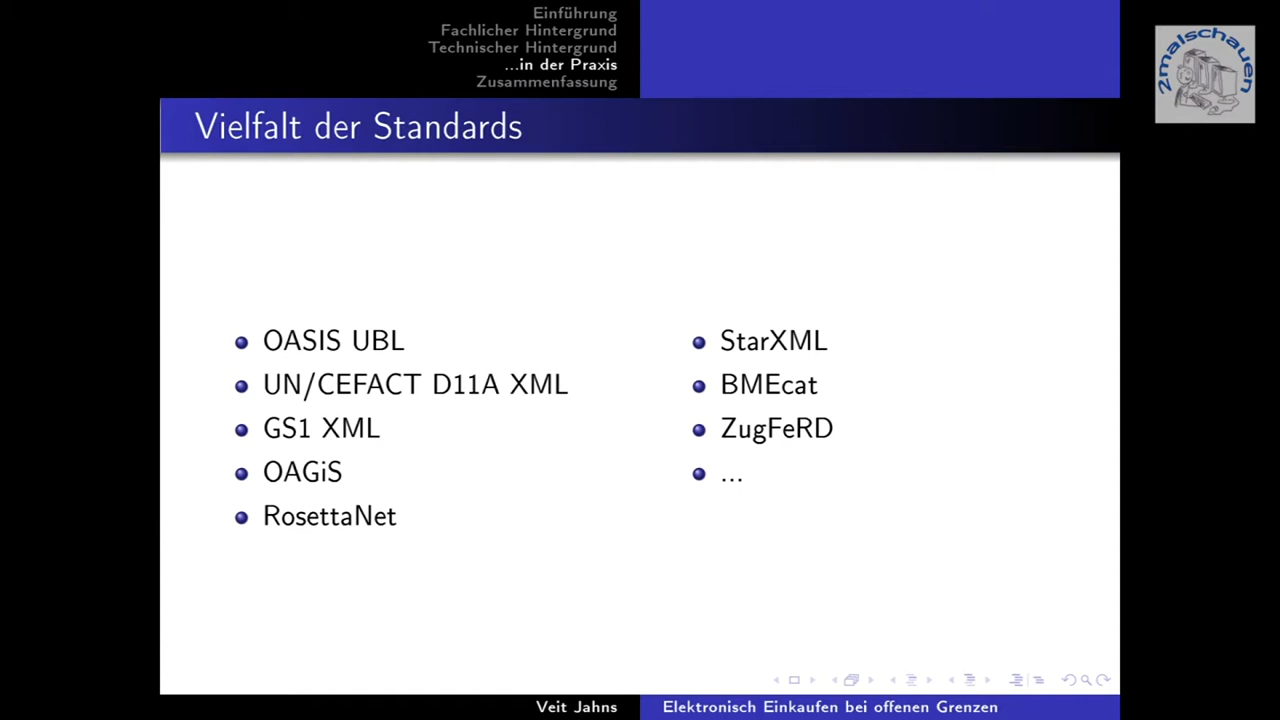 Einführung
Fachlicher Hintergrund
Technischer Hintergrund
...in der Praxis
Zusammenfassung
2malschauen
Vielfalt der Standards
OASIS UBL
UN/CEFACT D11A XML
GS1 XML
OAGiS
RosettaNet
StarXML
BMEcat
ZugFeRD
...
Veit Jahns
Elektronisch Einkaufen bei offenen Grenzen